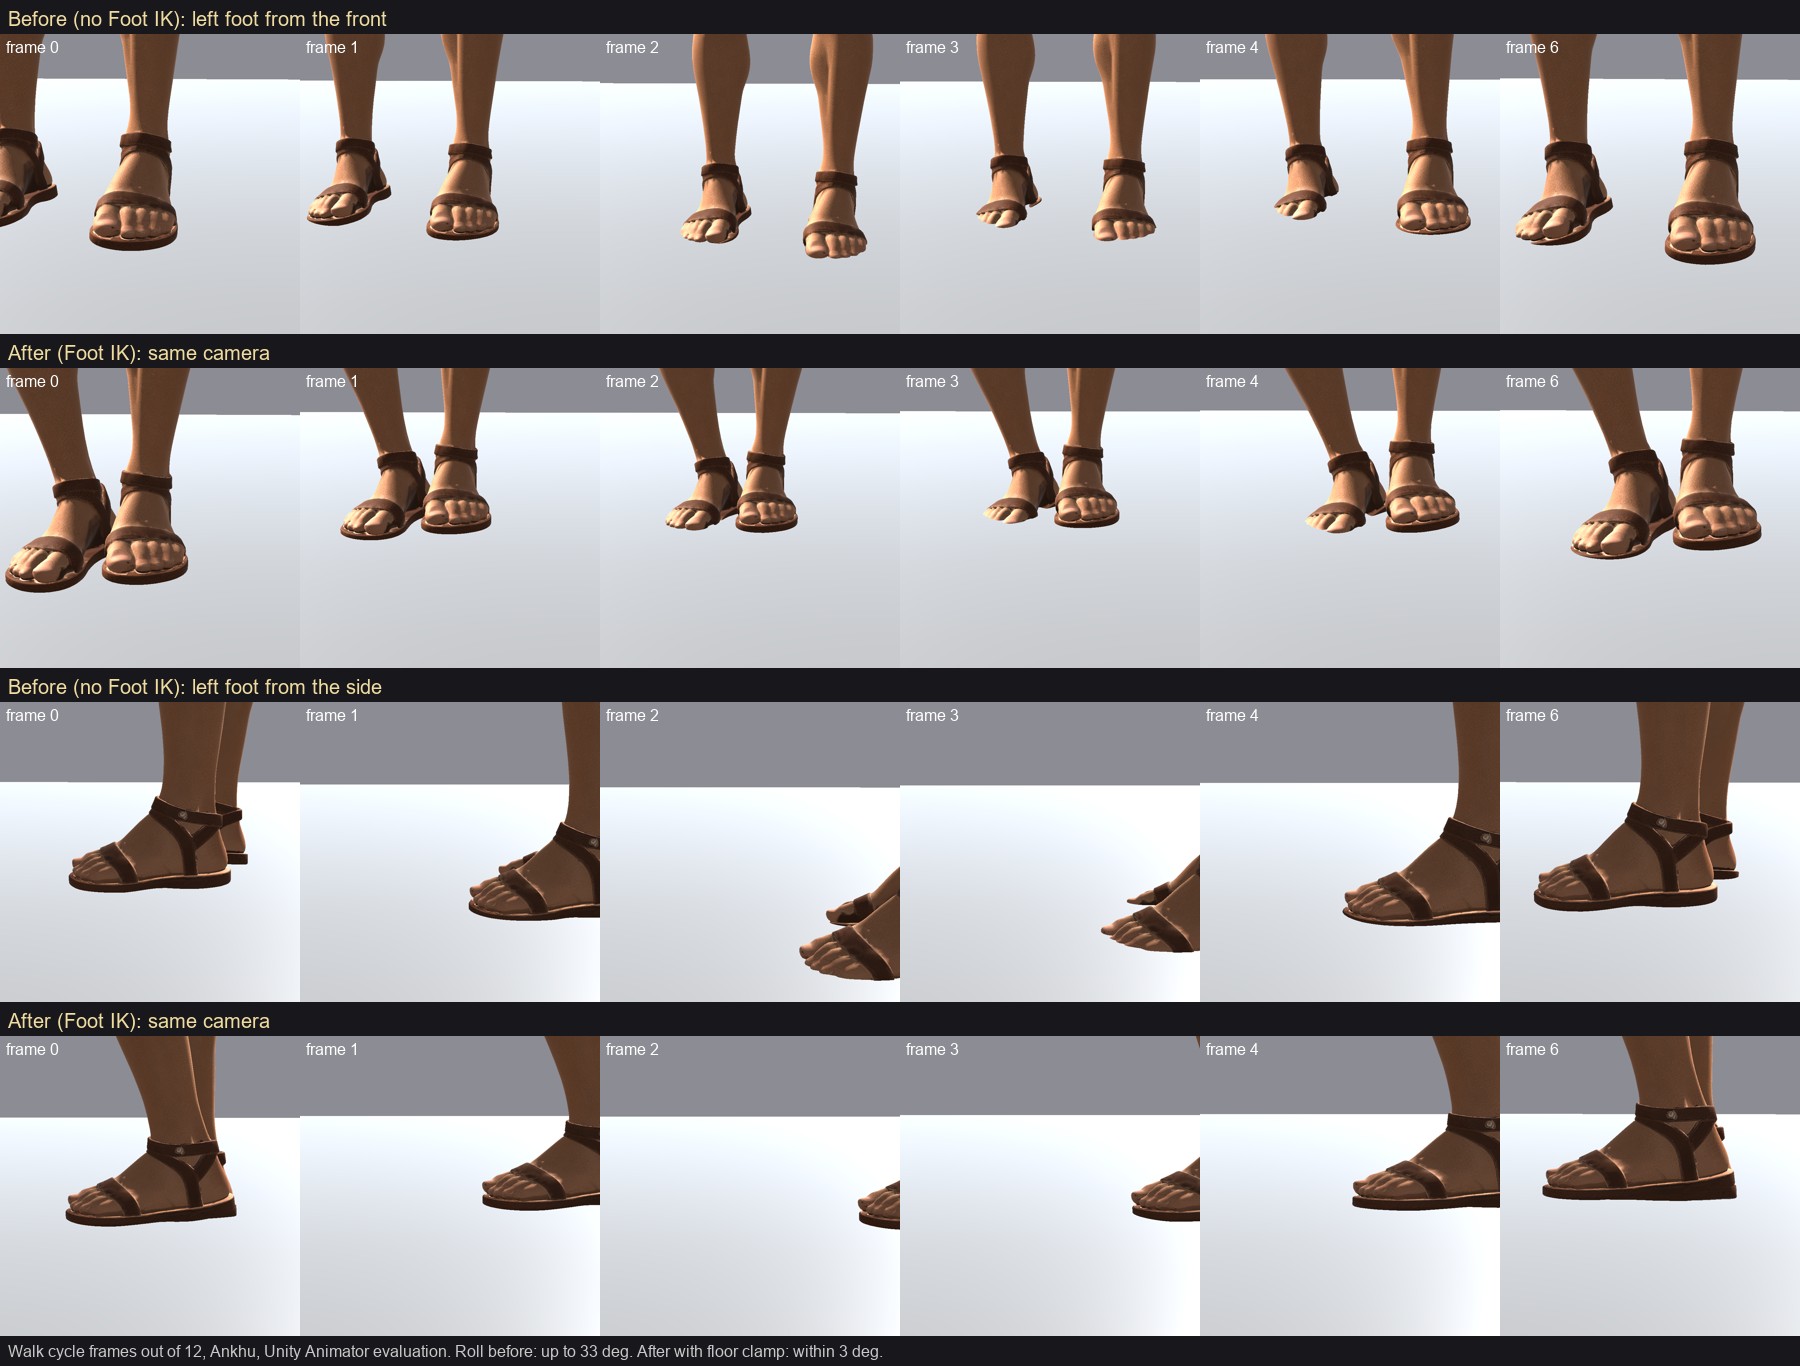 Before (no Foot IK): left foot from the front
frame 0 frame 1 frame 2 frame 3 frame 4 frame 6
After (Foot IK): same camera
frame 0 frame 1 frame 2 frame 3 frame 4 frame 6
Before (no Foot IK): left foot from the side
frame 0 frame 1 frame 2 frame 3 frame 4 frame 6
After (Foot IK): same camera
frame 0 frame 1 frame 2 frame 3 frame 4 frame 6
Walk cycle frames out of 12, Ankhu, Unity Animator evaluation. Roll before: up to 33 deg. After with floor clamp: within 3 deg.